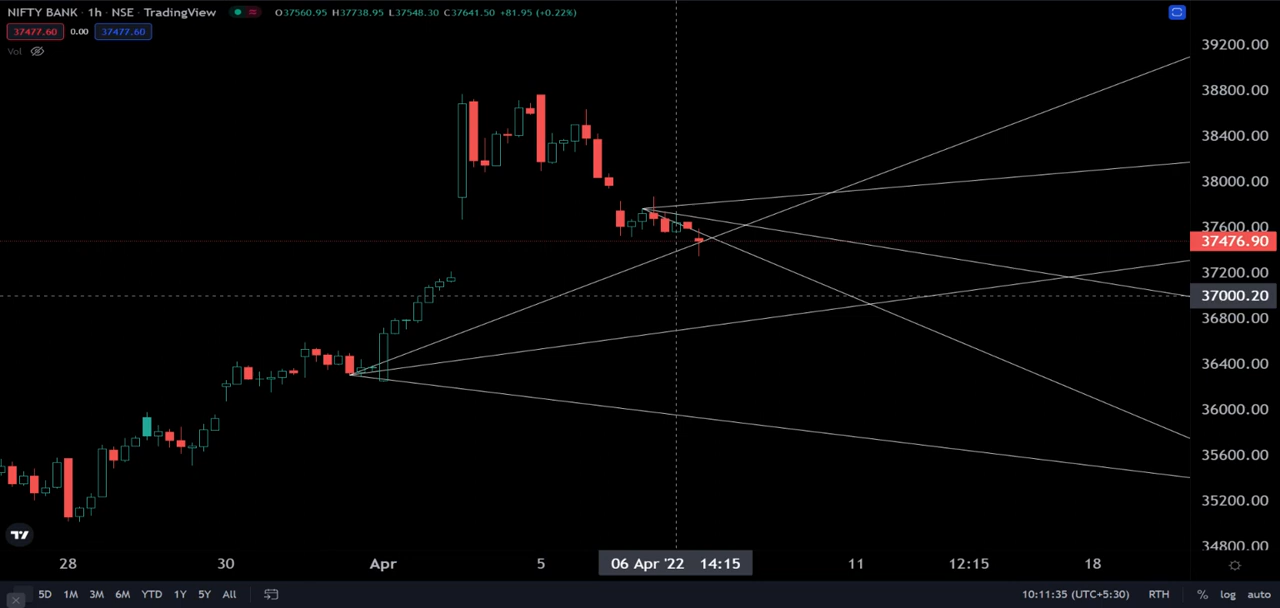 NIFTY BANK · 1h · NSE · TradingView O37560.95 H37738.95 L37548.30 C37641.50 +81.95 (+0.22%)
37477.60 0.00 37477.60
Vol
39200.00
38800.00
38400.00
38000.00
37600.00
37476.90
37200.00
37000.20
36800.00
36400.00
36000.00
35600.00
35200.00
34800.00
28 30 Apr 5 06 Apr '22 14:15 11 12:15 18
5D 1M 3M 6M YTD 1Y 5Y All 10:11:35 (UTC+5:30) RTH % log auto